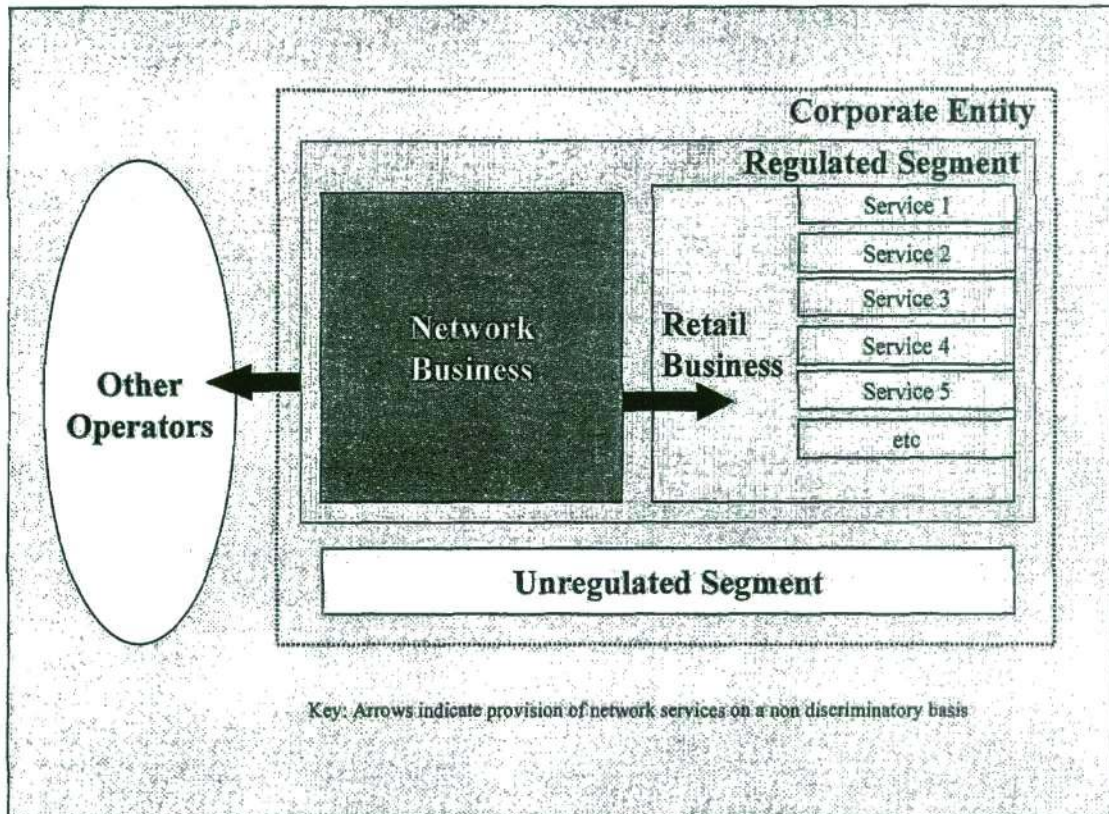 Corporate Entity
Regulated Segment
Service 1
Service 2
Service 3
Service 4
Service 5
etc
Network
Business
Retail
Business
Other
Operators
Unregulated Segment
Key: Arrows indicate provision of network services on a non discriminatory basis